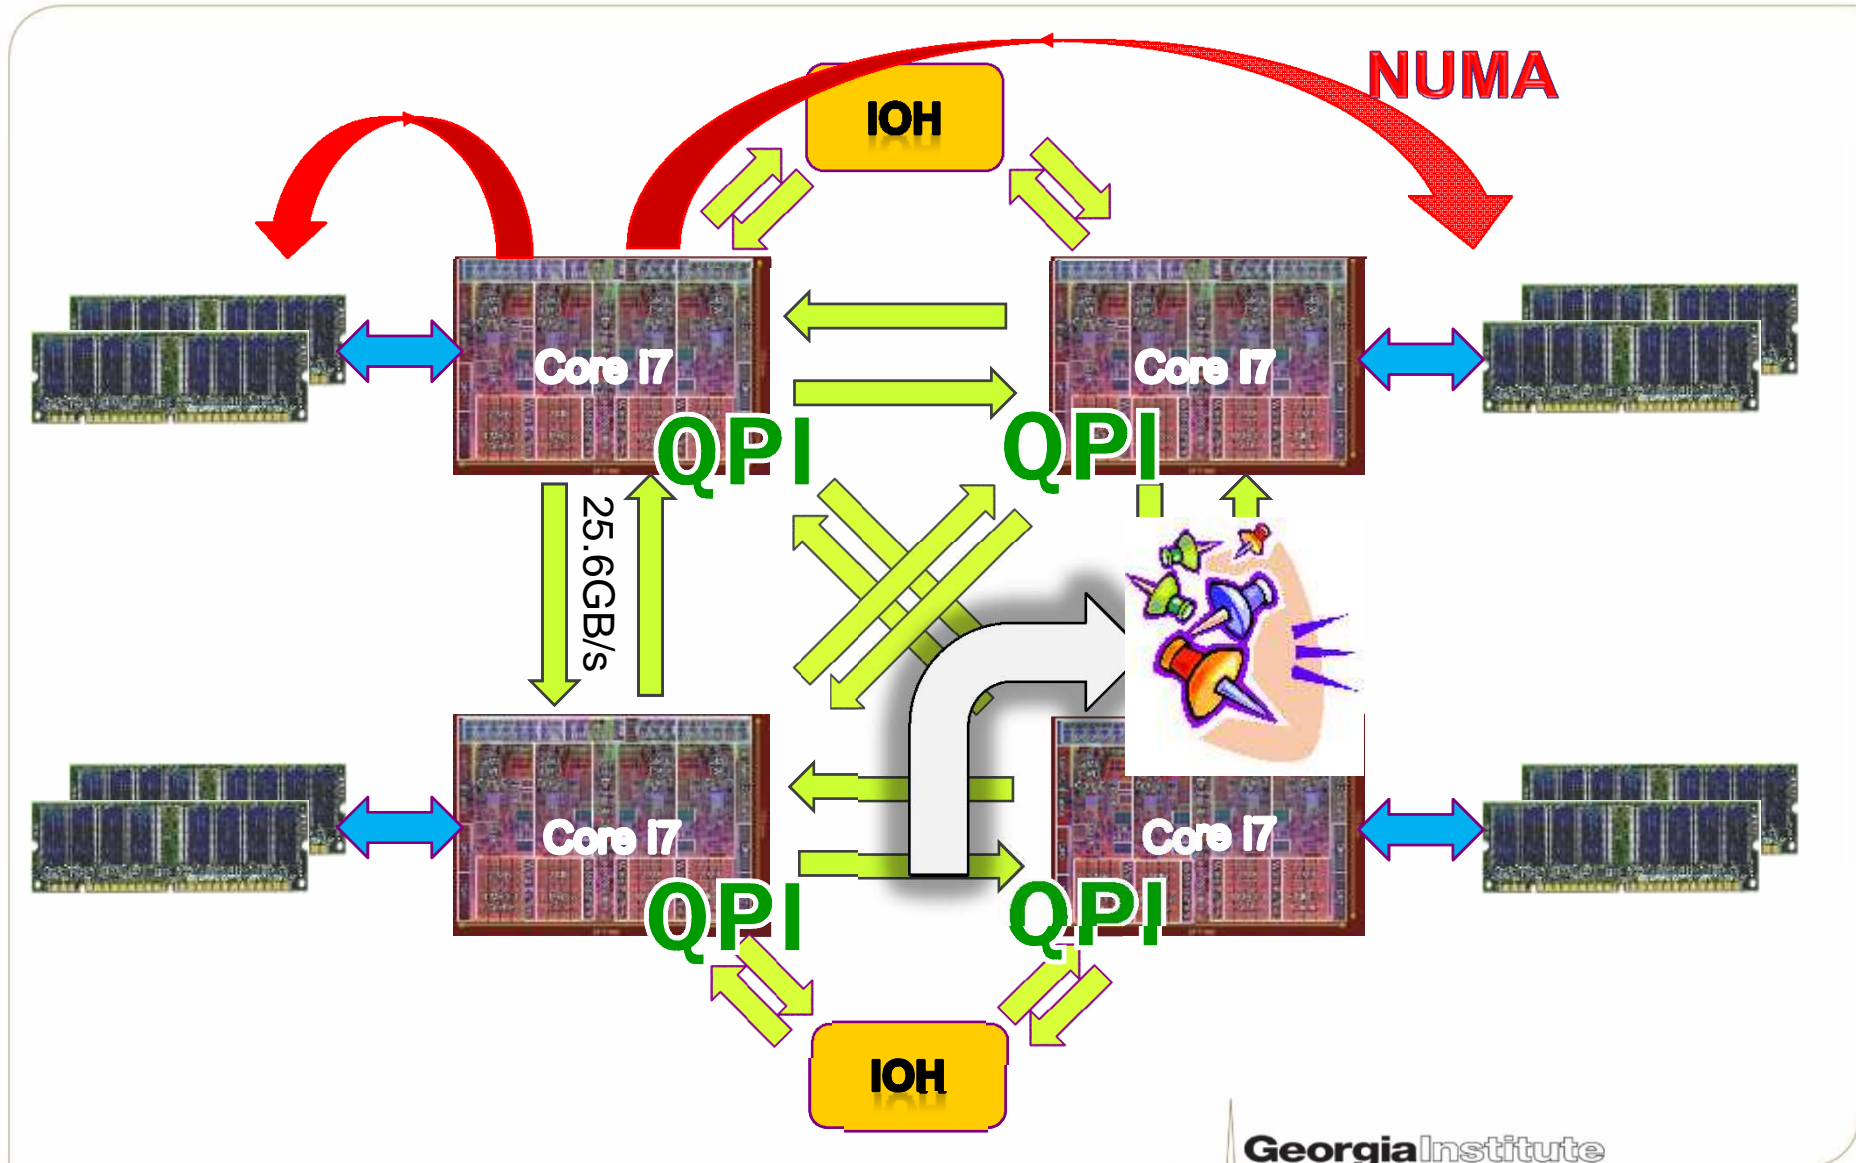 NUMA
IOH
Core i7
Core i7
QPI
QPI
25.6GB/s
Core i7
Core i7
QPI
QPI
IOH
Georgia Institute